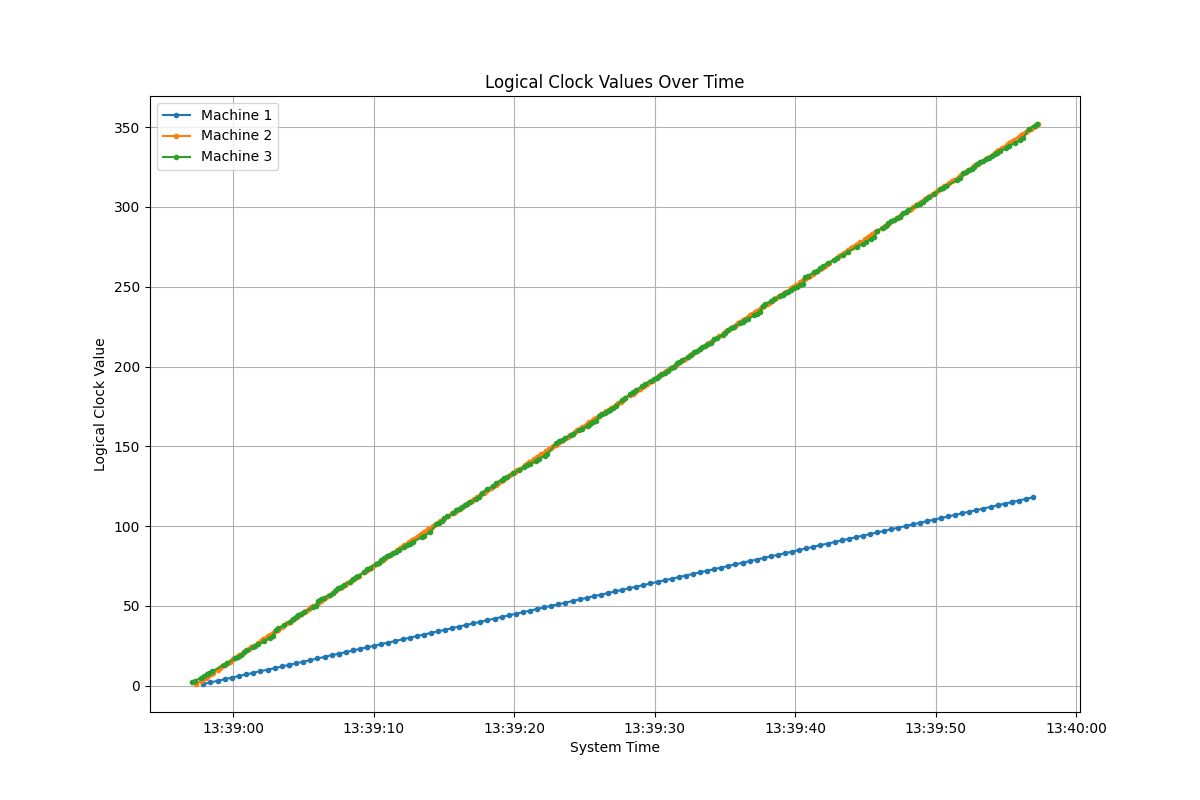 Logical Clock Values Over Time
Machine 1
Machine 2
Machine 3
Logical Clock Value
350
300
250
200
150
100
50
0
13:39:00 13:39:10 13:39:20 13:39:30 13:39:40 13:39:50 13:40:00
System Time